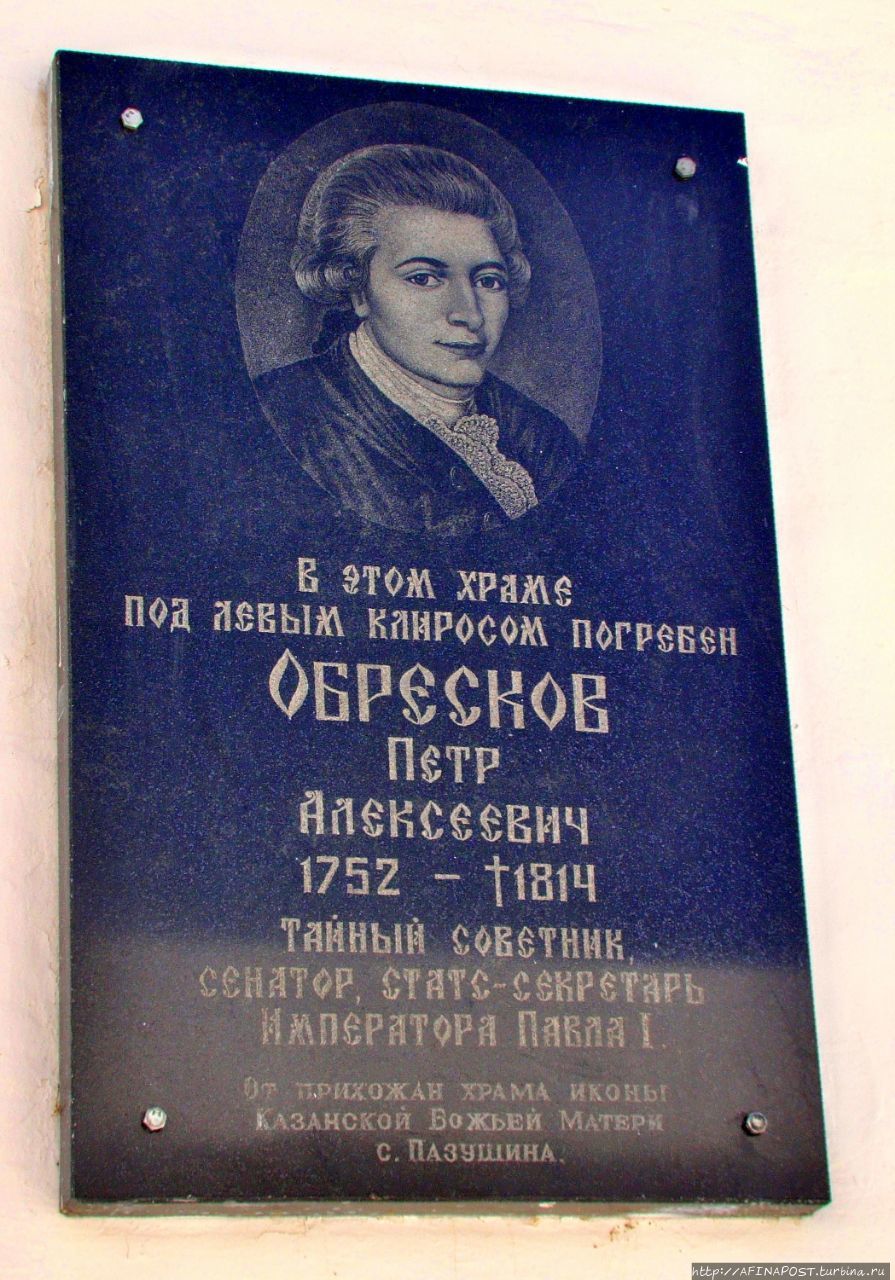 В ЭТОМ ХРАМЕ
ПОД ЛЕВЫМ КЛИРОСОМ ПОГРЕБЕН
ОБРЕСКОВ
ПЕТР
АЛЕКСЕЕВИЧ
1752 – †1814
ТАЙНЫЙ СОВЕТНИК,
СЕНАТОР, СТАТС-СЕКРЕТАРЬ
ИМПЕРАТОРА ПАВЛА I.
ОТ ПРИХОЖАН ХРАМА ИКОНЫ
КАЗАНСКОЙ БОЖЬЕЙ МАТЕРИ
С. ПАЗУШИНА.
http://AFINAPOST.turbina.ru